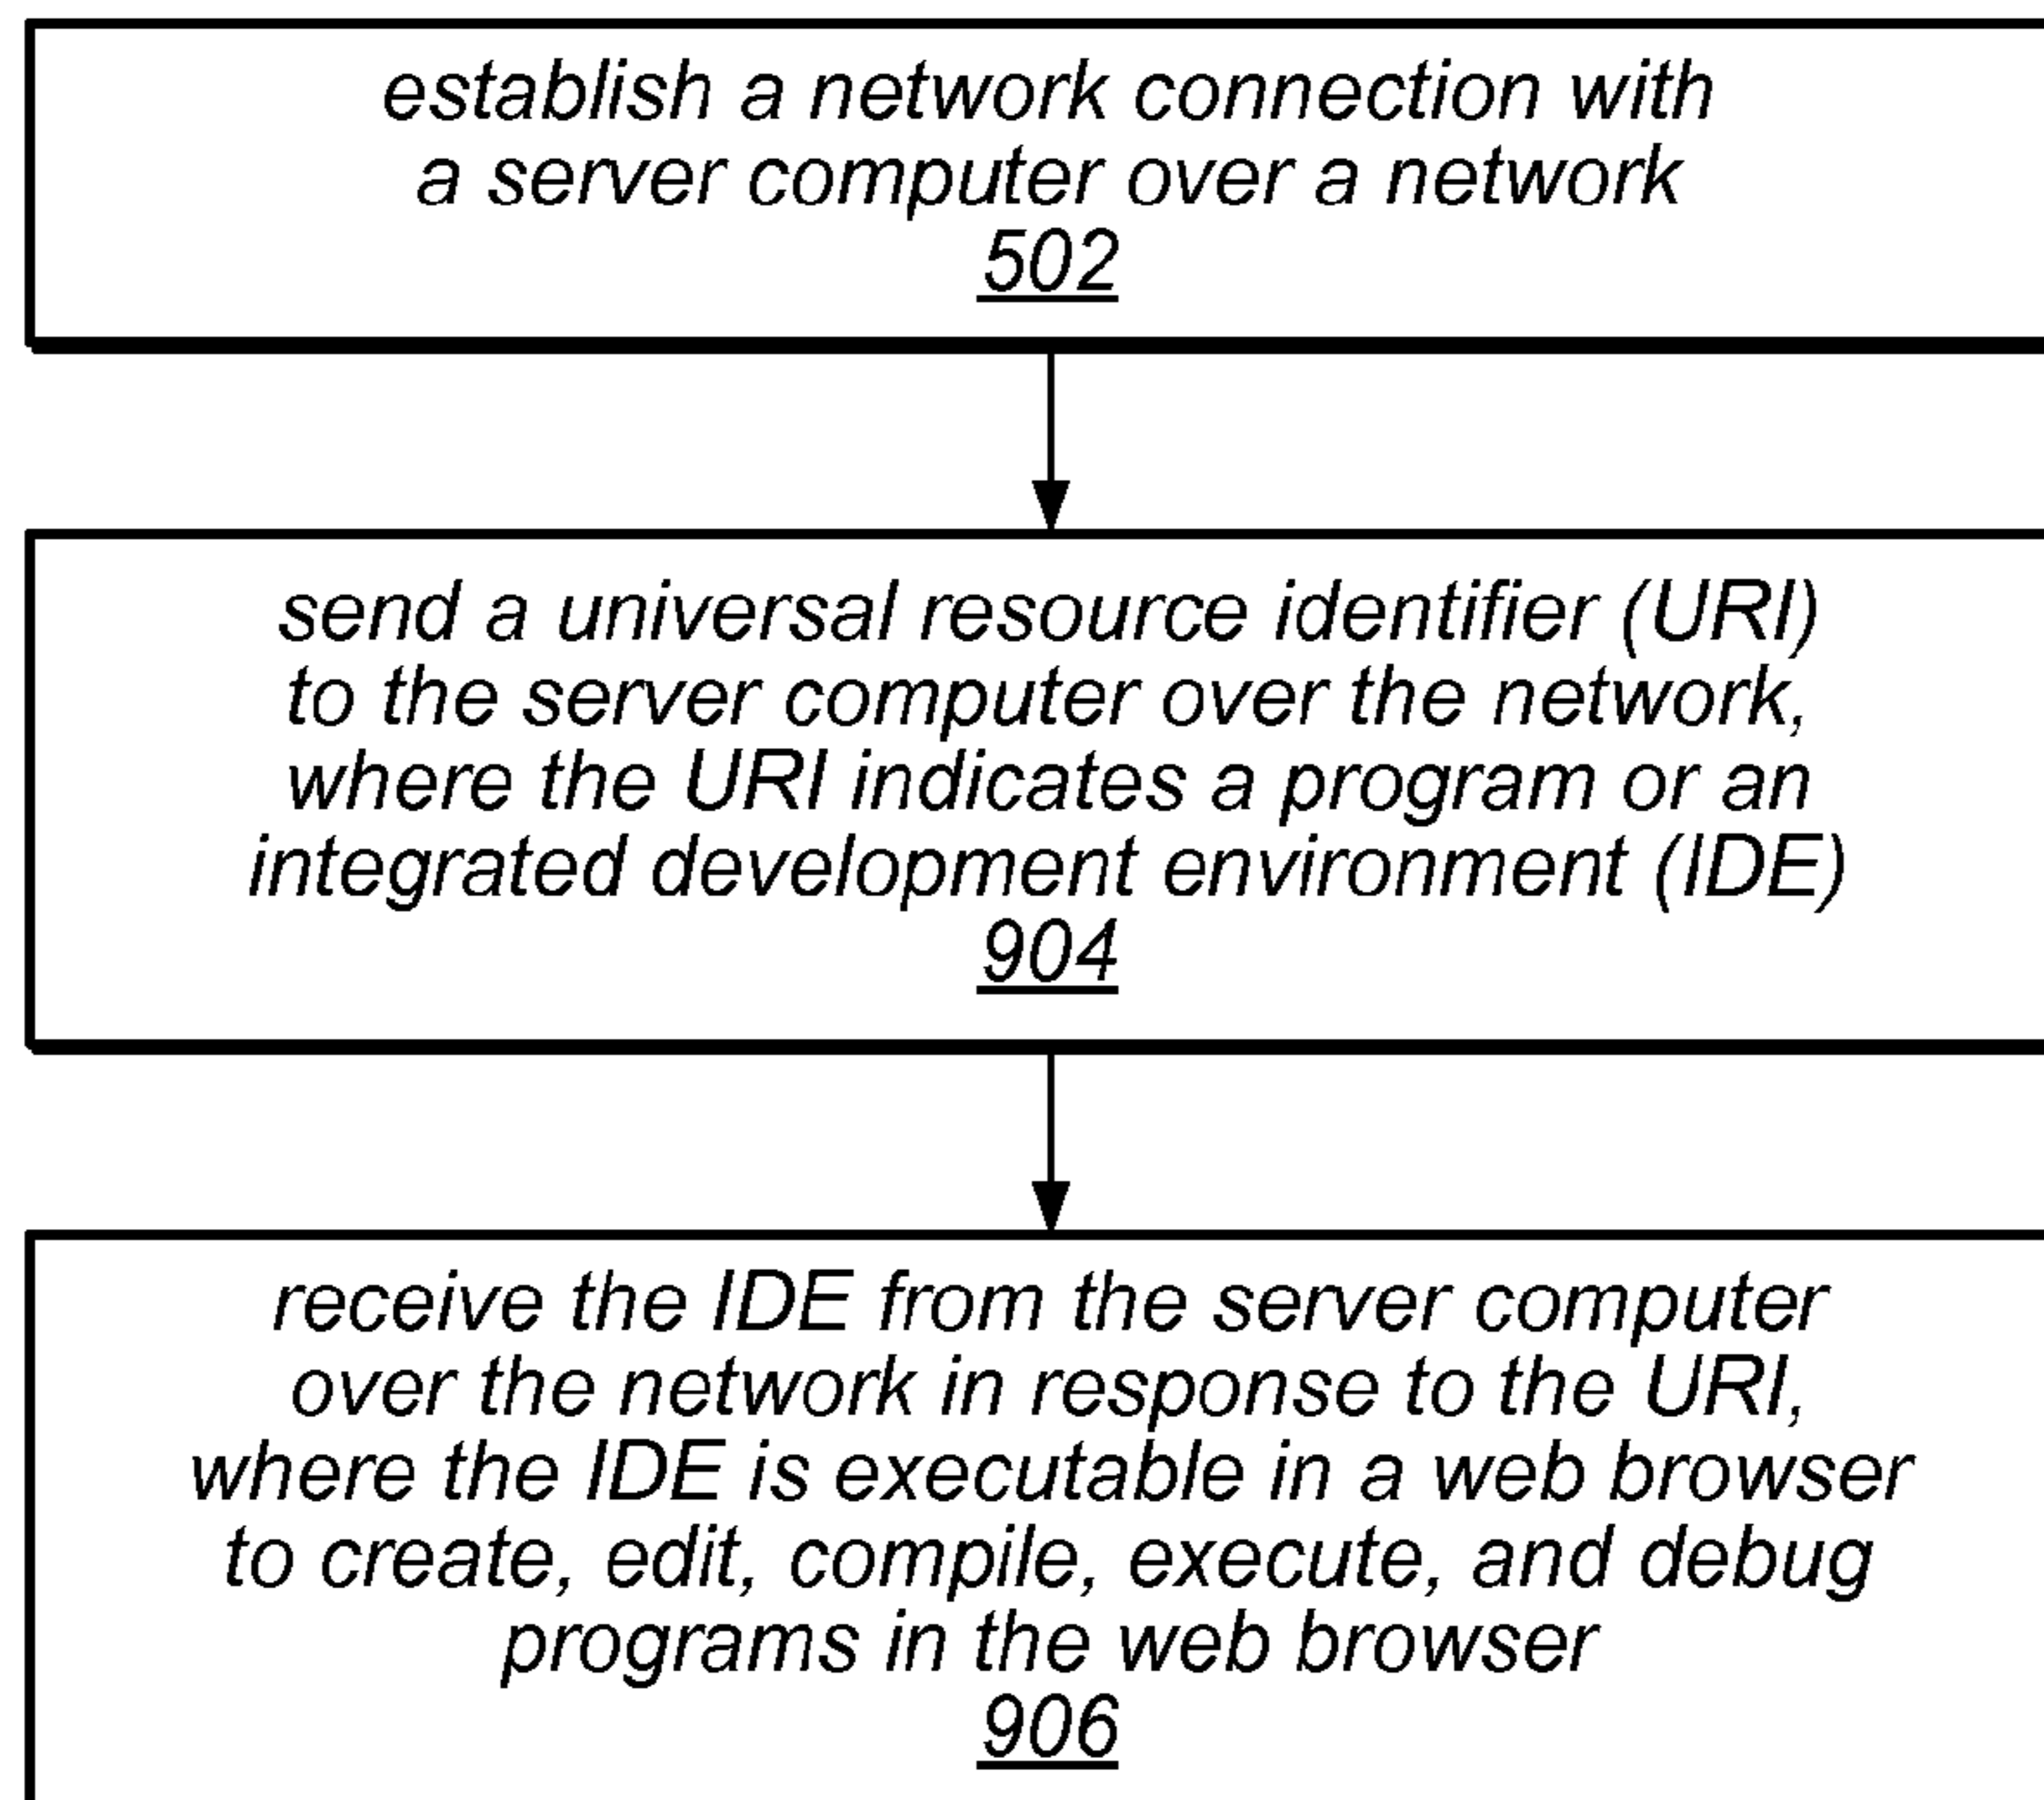 establish a network connection with
a server computer over a network
502
send a universal resource identifier (URI)
to the server computer over the network,
where the URI indicates a program or an
integrated development environment (IDE)
904
receive the IDE from the server computer
over the network in response to the URI,
where the IDE is executable in a web browser
to create, edit, compile, execute, and debug
programs in the web browser
906